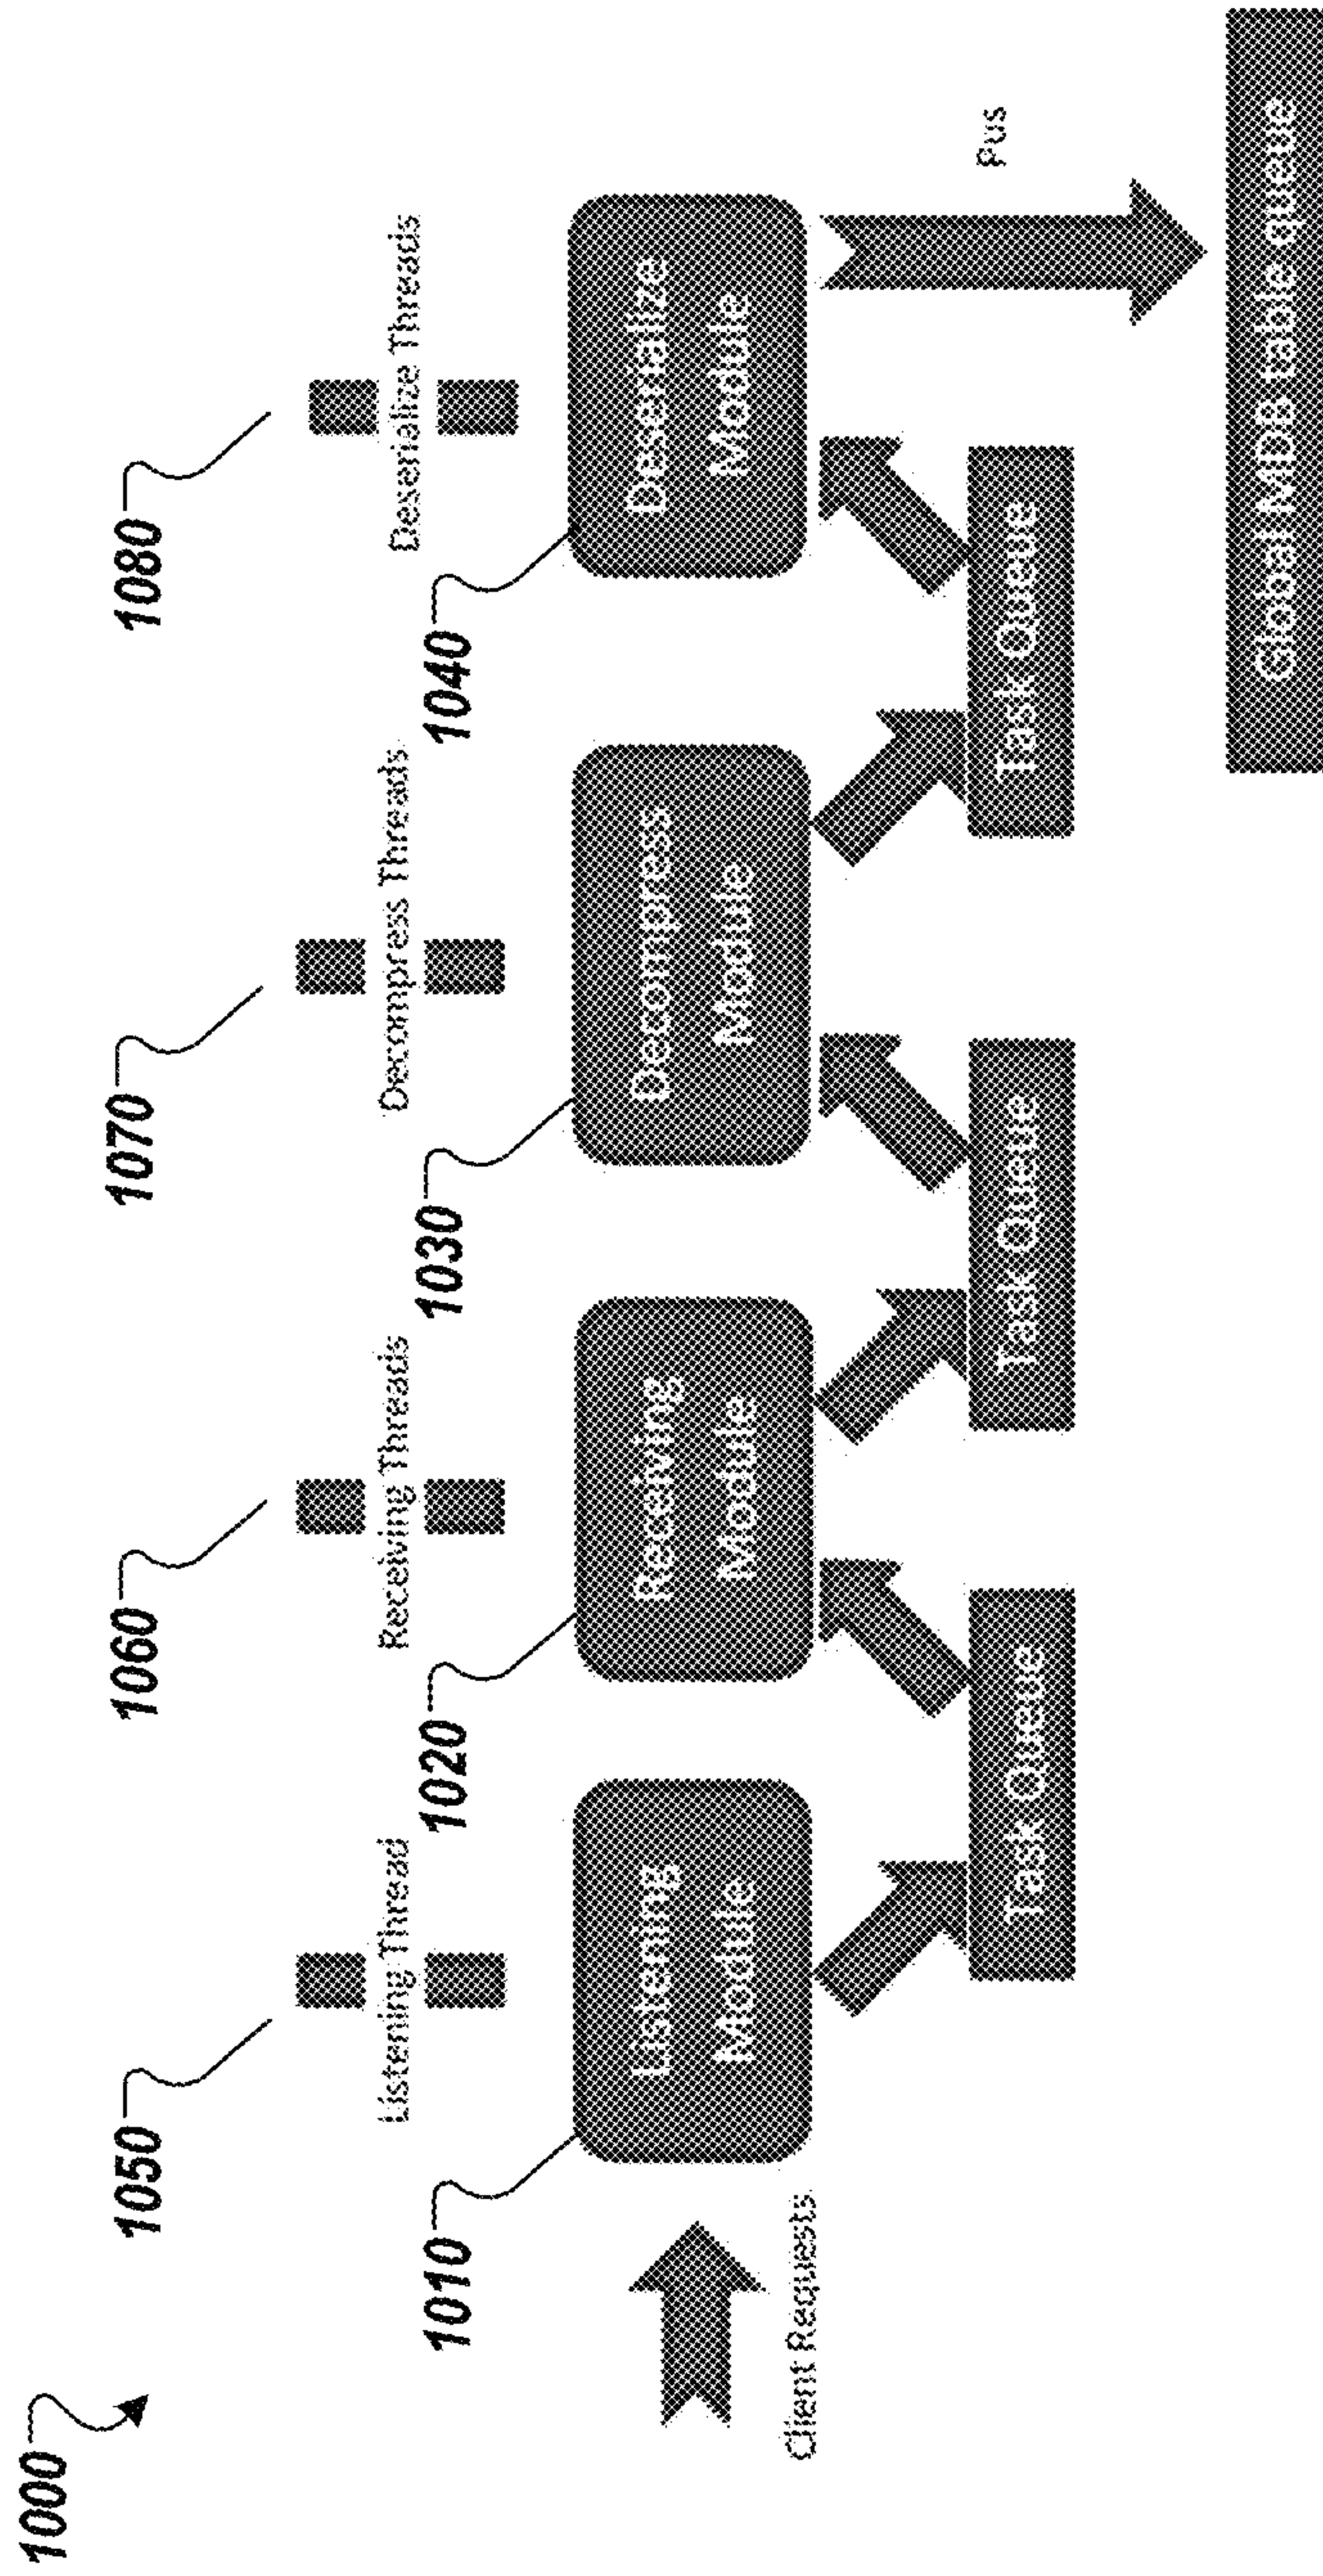 1000
1050
1060
1070
1080
Listening Thread
Receiving Threads
Decompress Threads
Deserialize Threads
1010
1020
1030
1040
Client Requests
Listening
Module
Receiving
Module
Decompress
Module
Deserialize
Module
Task Queue
Task Queue
Task Queue
Pus
Global MDB table queue